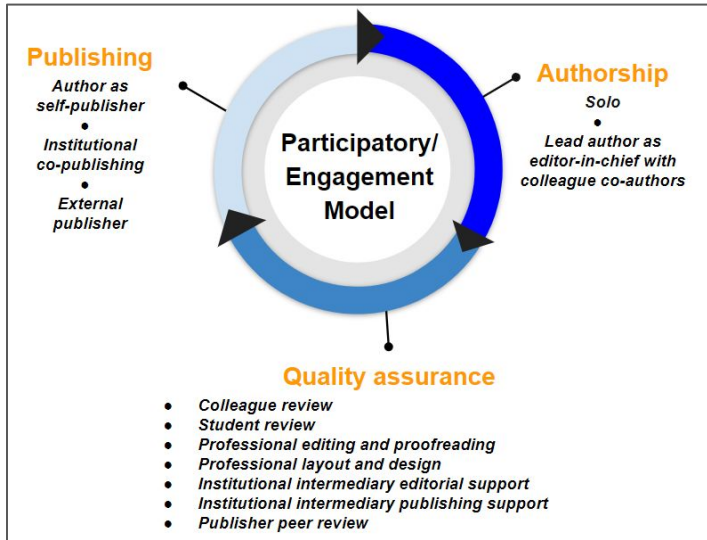 Publishing
Author as
self-publisher
●
Institutional
co-publishing
●
External
publisher
Participatory/
Engagement
Model
Authorship
Solo
●
Lead author as
editor-in-chief with
colleague co-authors
Quality assurance
● Colleague review
● Student review
● Professional editing and proofreading
● Professional layout and design
● Institutional intermediary editorial support
● Institutional intermediary publishing support
● Publisher peer review